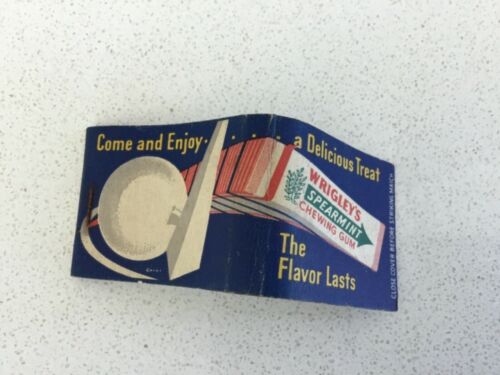 Come and Enjoy . . . . a Delicious Treat
WRIGLEY'S
SPEARMINT
CHEWING GUM
The
Flavor Lasts
CLOSE COVER BEFORE STRIKING MATCH